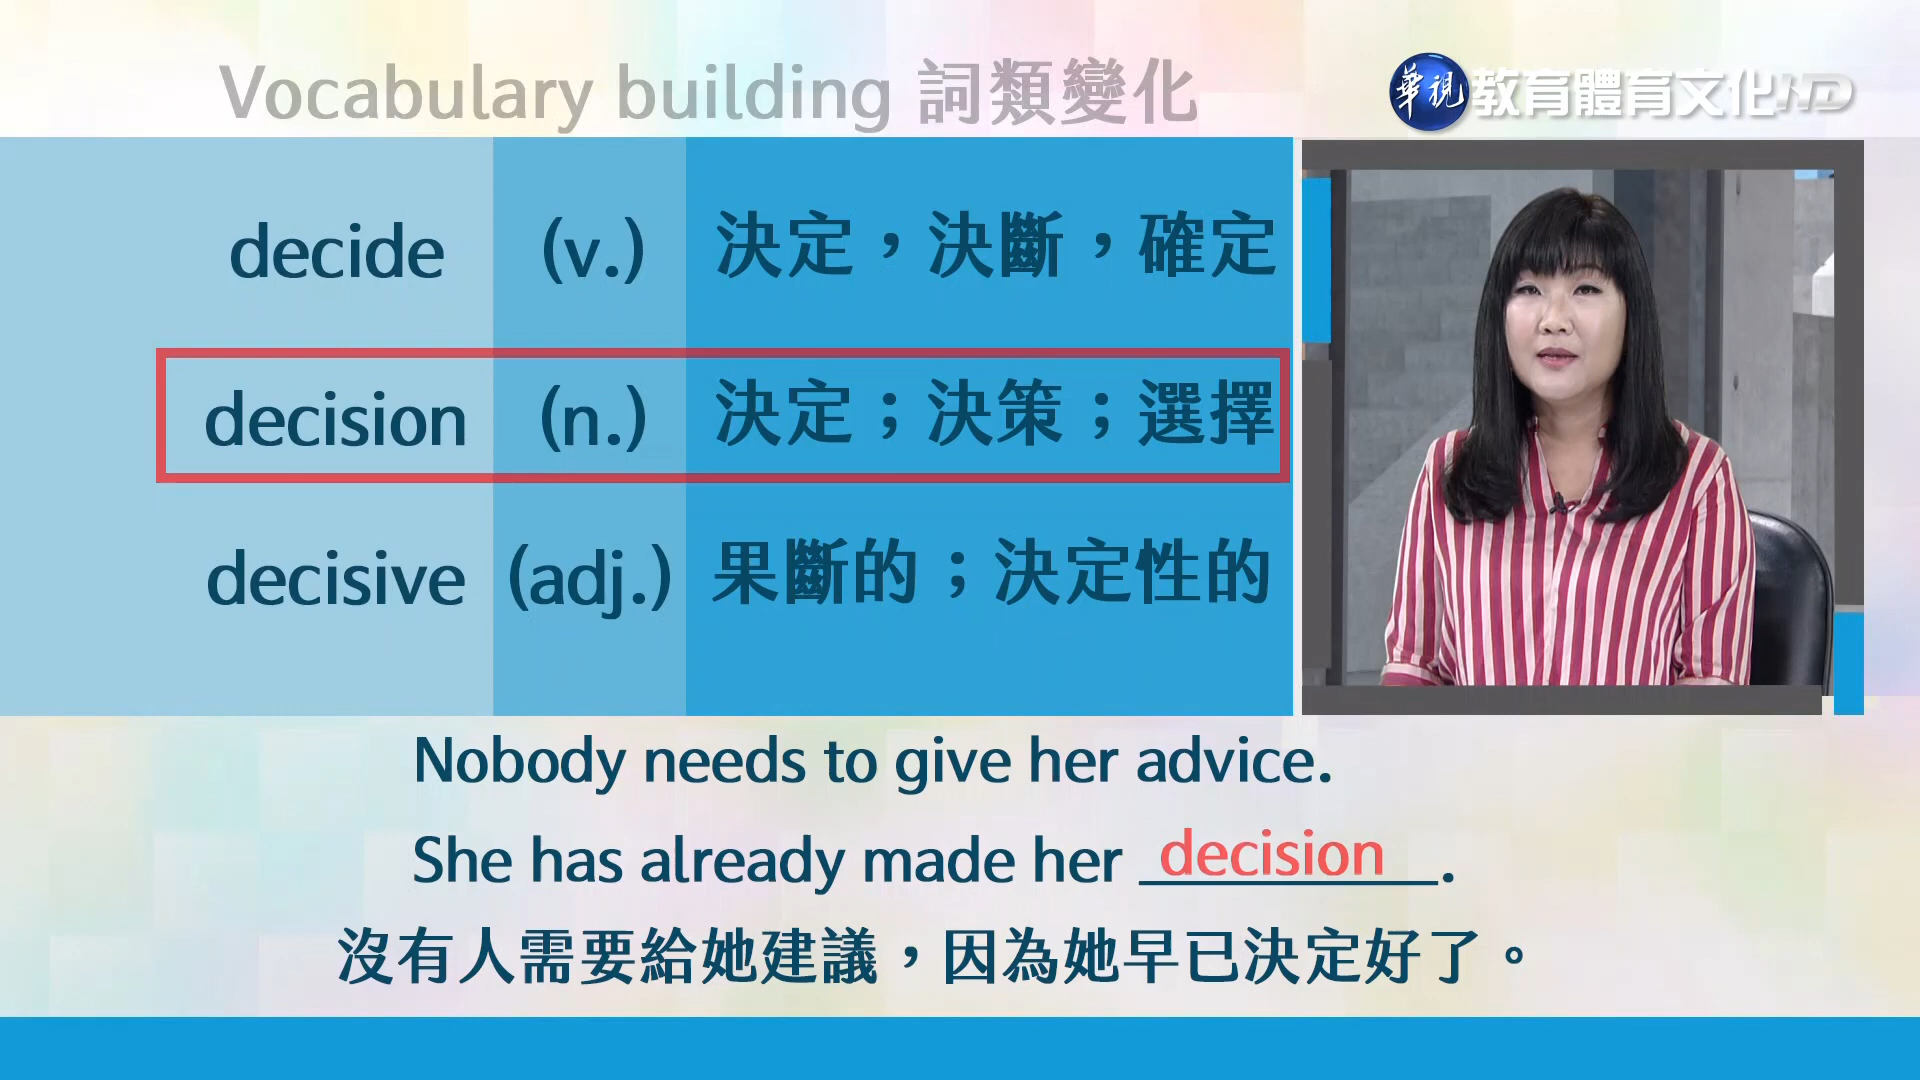 Vocabulary building 詞類變化
華視 教育體育文化HD
decide (v.) 決定，決斷，確定
decision (n.) 決定；決策；選擇
decisive (adj.) 果斷的；決定性的
Nobody needs to give her advice.
She has already made her decision.
沒有人需要給她建議，因為她早已決定好了。